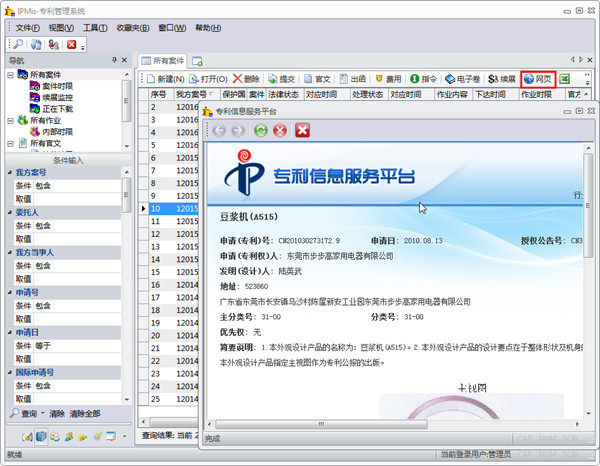 IPMis-专利管理系统
文件(F) 视图(V) 工具(T) 收藏夹(B) 窗口(W) 帮助(H)
导航
所有案件
案件时限
续展监控
正在下载
所有作业
内部时限
所有官文
条件输入
我方案号
条件 包含
取值
委托人
条件 包含
取值
我方当事人
条件 包含
取值
申请号
条件 包含
取值
申请日
条件 等于
取值
国际申请号
条件 包含
取值
查询 清除 清除全部
所有案件
新建(N) 打开(O) 删除 提交 官文 出函 费用 指令 电子卷 续展 网页
序号 我方案号 保护国 案件 法律状态 对应时间 处理状态 对应时间 作业内容 下达时间 作业时限 官方
2 12016
3 12016
4 12016
5 12015
6 12015
7 12015
8 12015
9 12015
10 12015
11 12015
12 12015
13 12015
14 12015
15 12015
16 12015
17 12015
18 12014
19 12014
20 12014
21 12014
22 12014
23 12014
24 12014
25 12014
查询结果: 当前 2
专利信息服务平台
专利信息服务平台
行
豆浆机(A515)
申请(专利)号: CN201030273172.9 申请日: 2010.08.13 授权公告号: CN3
申请(专利权)人: 东莞市步步高家用电器有限公司
发明(设计)人: 陆英武
地址: 523860
广东省东莞市长安镇乌沙村陈屋新安工业园东莞市步步高家用电器有限公司
主分类号: 31-00 分类号: 31-00
优先权: 无
简要说明: 1.本外观设计产品的名称为: 豆浆机(A515)。2.本外观设计产品的设计要点在于整体形状及机身的
本外观设计产品指定主视图作为专利公报的出版。
主视图
完成
CAP NUM SCRL
就绪
当前登录用户:管理员
CAP NUM SCRL